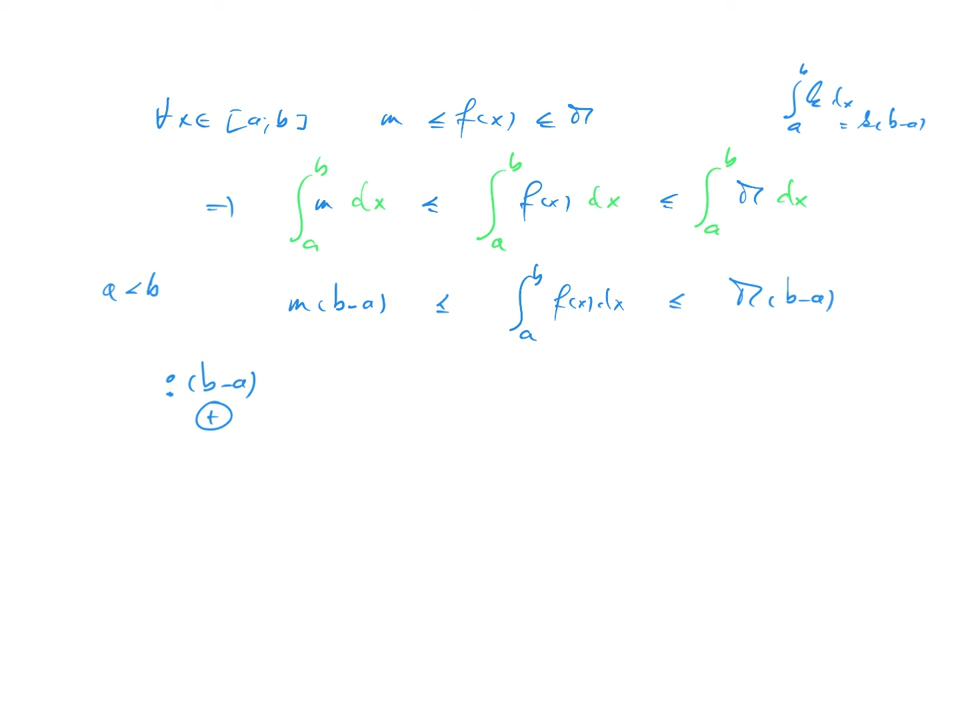 ∀x∈ [a;b] m ≤ f(x) ≤ M
∫_a^b k dx
= k(b-a)
⇒ ∫_a^b m dx ≤ ∫_a^b f(x) dx ≤ ∫_a^b M dx
a < b m(b-a) ≤ ∫_a^b f(x) dx ≤ M(b-a)
: (b-a)
+